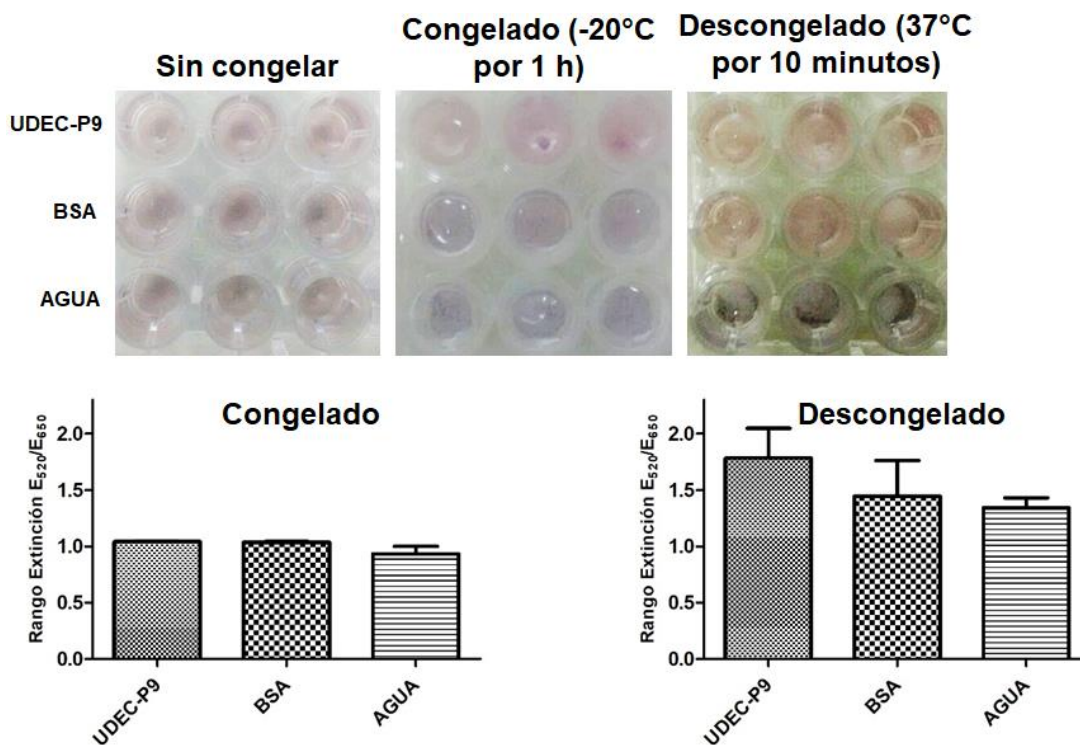 Sin congelar
Congelado (-20°C
por 1 h)
Descongelado (37°C
por 10 minutos)
UDEC-P9
BSA
AGUA
Congelado
Rango Extinción E520/E650
2.0
1.5
1.0
0.5
0.0
UDEC-P9
BSA
AGUA
Descongelado
Rango Extinción E520/E650
2.0
1.5
1.0
0.5
0.0
UDEC-P9
BSA
AGUA